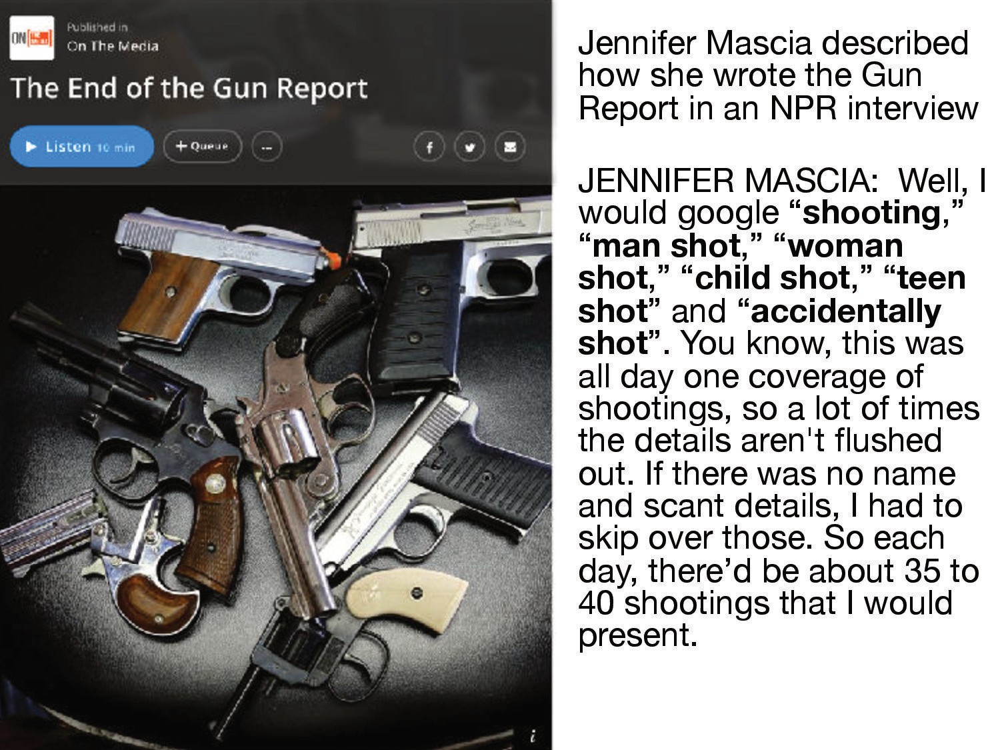 ON
Published in
On The Media
The End of the Gun Report
Listen 10 min
+ Queue
...
f
i
Jennifer Mascia described
how she wrote the Gun
Report in an NPR interview
JENNIFER MASCIA:  Well, I
would google “shooting,”
“man shot,” “woman
shot,” “child shot,” “teen
shot” and “accidentally
shot”. You know, this was
all day one coverage of
shootings, so a lot of times
the details aren't flushed
out. If there was no name
and scant details, I had to
skip over those. So each
day, there’d be about 35 to
40 shootings that I would
present.